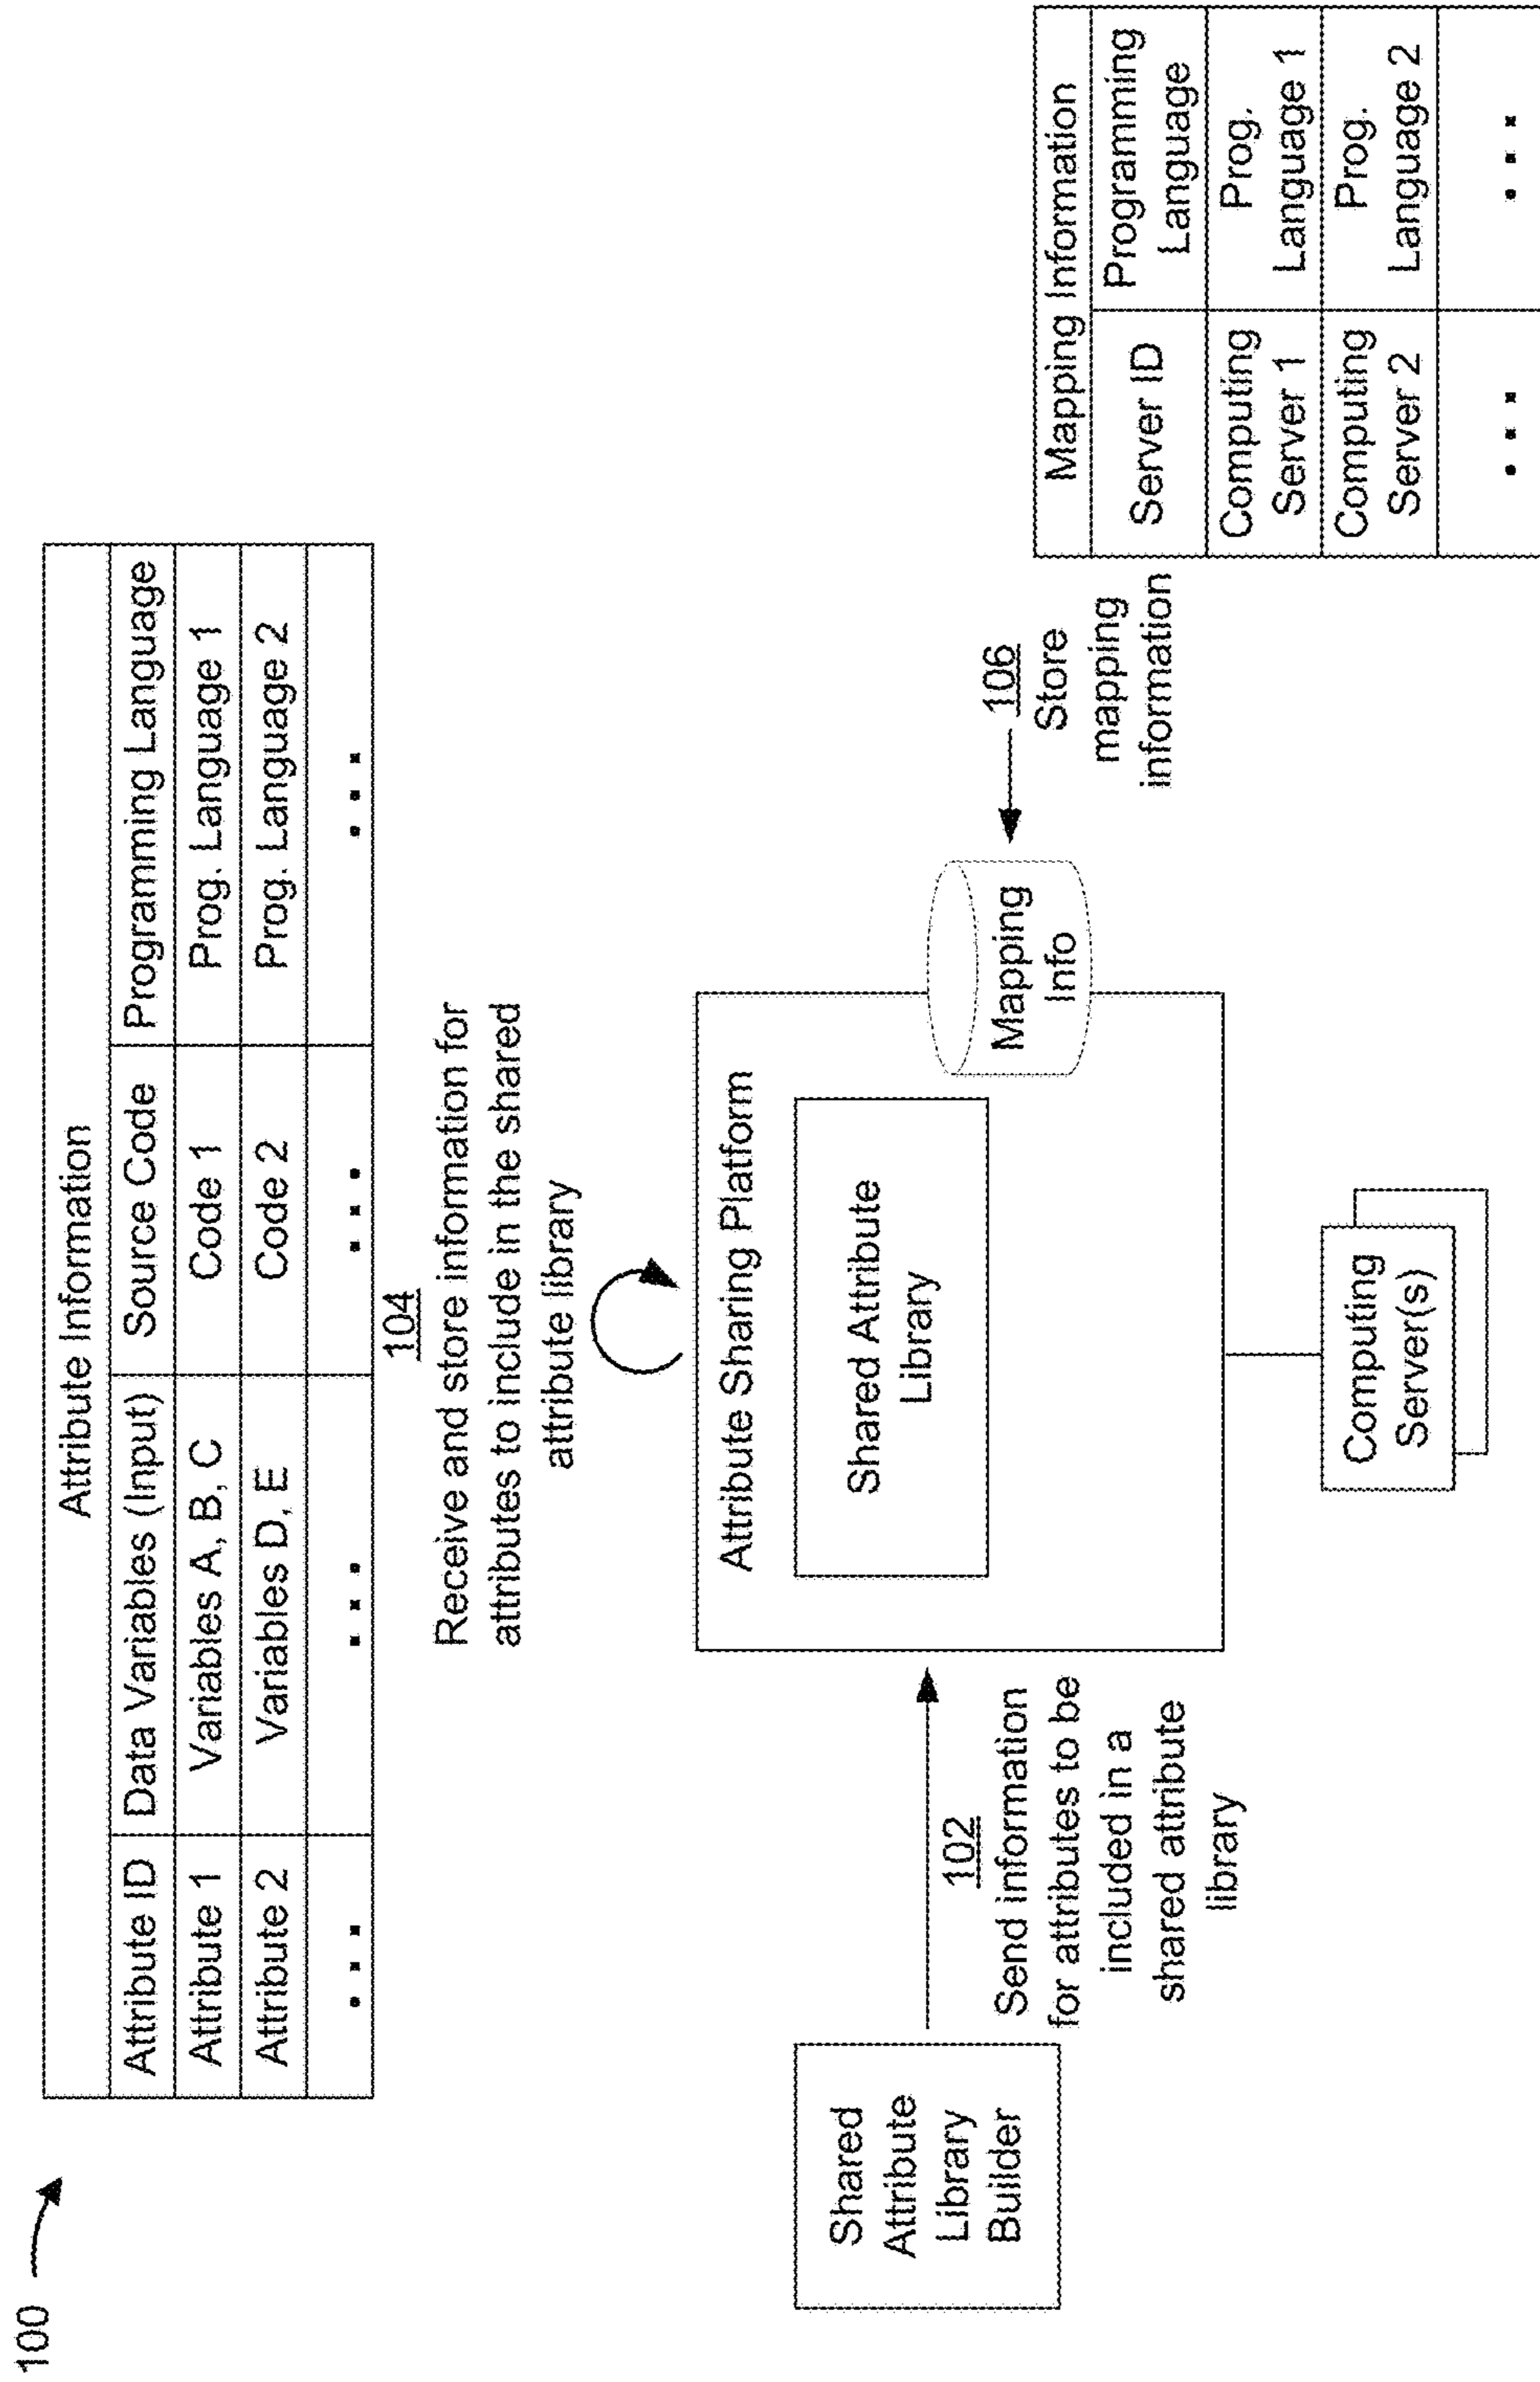 100
Attribute Information
Attribute ID Data Variables (Input) Source Code Programming Language
Attribute 1 Variables A, B, C Code 1 Prog. Language 1
Attribute 2 Variables D, E Code 2 Prog. Language 2
... ... ... ...
104
Receive and store information for
attributes to include in the shared
attribute library
Shared
Attribute
Library
Builder
102
Send information
for attributes to be
included in a
shared attribute
library
Attribute Sharing Platform
Shared Attribute
Library
Mapping
Info
Computing
Server(s)
106
Store
mapping
information
Mapping Information
Server ID Programming
Language
Computing
Server 1 Prog.
Language 1
Computing
Server 2 Prog.
Language 2
... ...